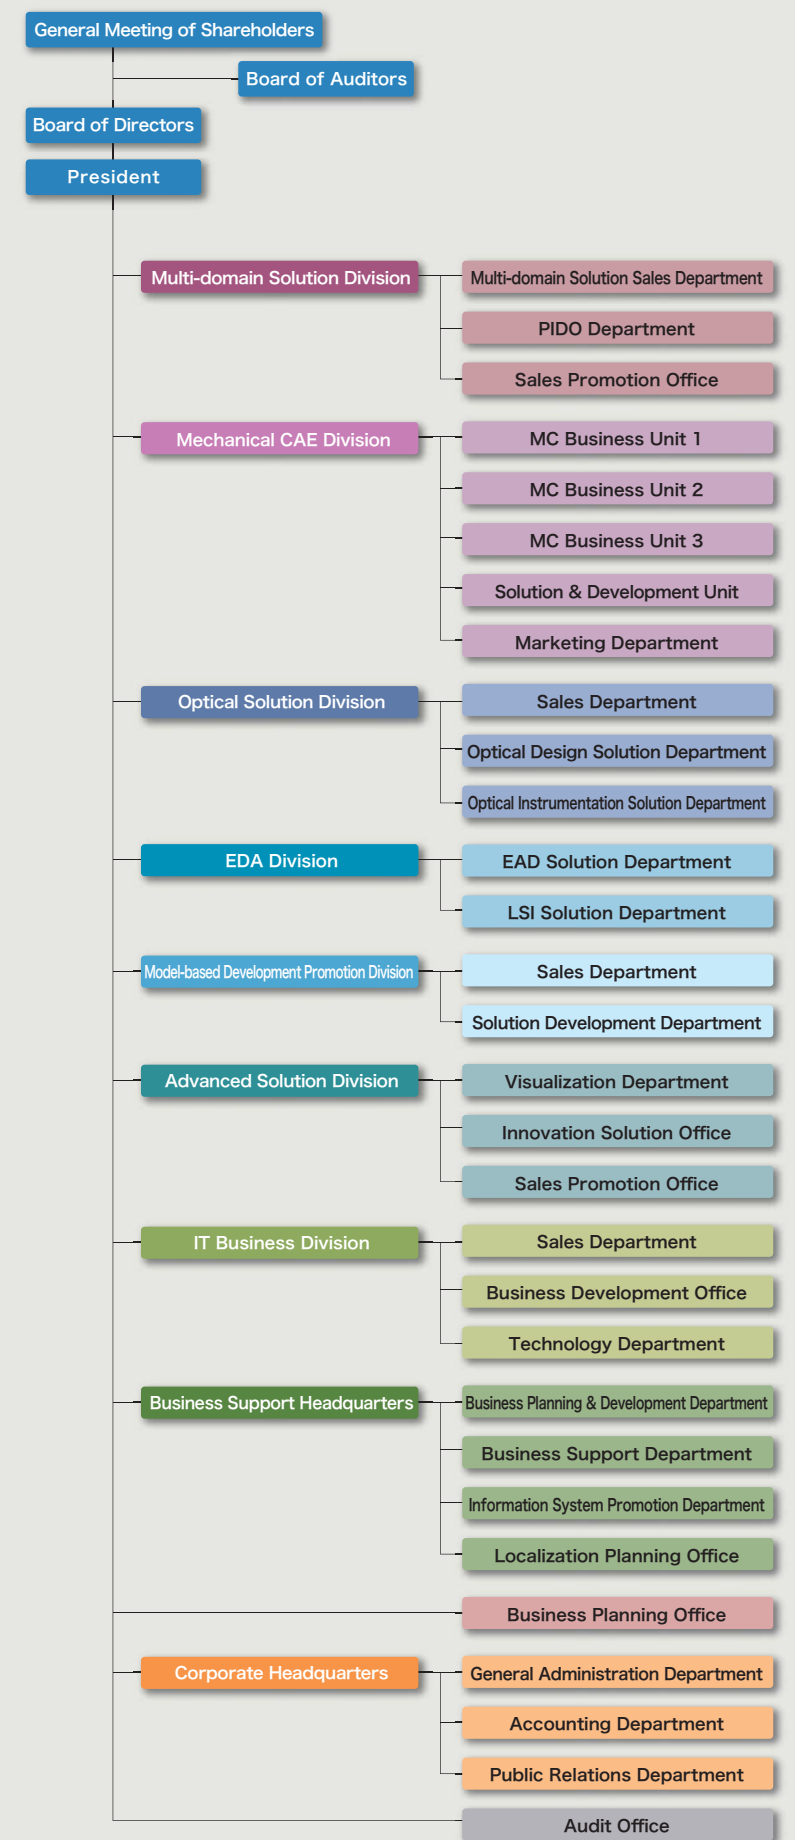 General Meeting of Shareholders
Board of Auditors
Board of Directors
President
Multi-domain Solution Division
Multi-domain Solution Sales Department
PIDO Department
Sales Promotion Office
Mechanical CAE Division
MC Business Unit 1
MC Business Unit 2
MC Business Unit 3
Solution & Development Unit
Marketing Department
Optical Solution Division
Sales Department
Optical Design Solution Department
Optical Instrumentation Solution Department
EDA Division
EAD Solution Department
LSI Solution Department
Model-based Development Promotion Division
Sales Department
Solution Development Department
Advanced Solution Division
Visualization Department
Innovation Solution Office
Sales Promotion Office
IT Business Division
Sales Department
Business Development Office
Technology Department
Business Support Headquarters
Business Planning & Development Department
Business Support Department
Information System Promotion Department
Localization Planning Office
Business Planning Office
Corporate Headquarters
General Administration Department
Accounting Department
Public Relations Department
Audit Office